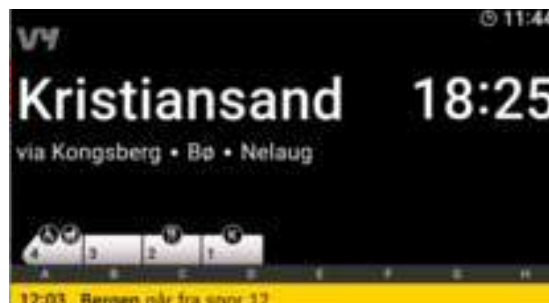 11:44
VY
Kristiansand 18:25
via Kongsberg • Bø • Nelaug
4 3 2 1
A B C D E F G H
12:03 Bergen går fra spor 12